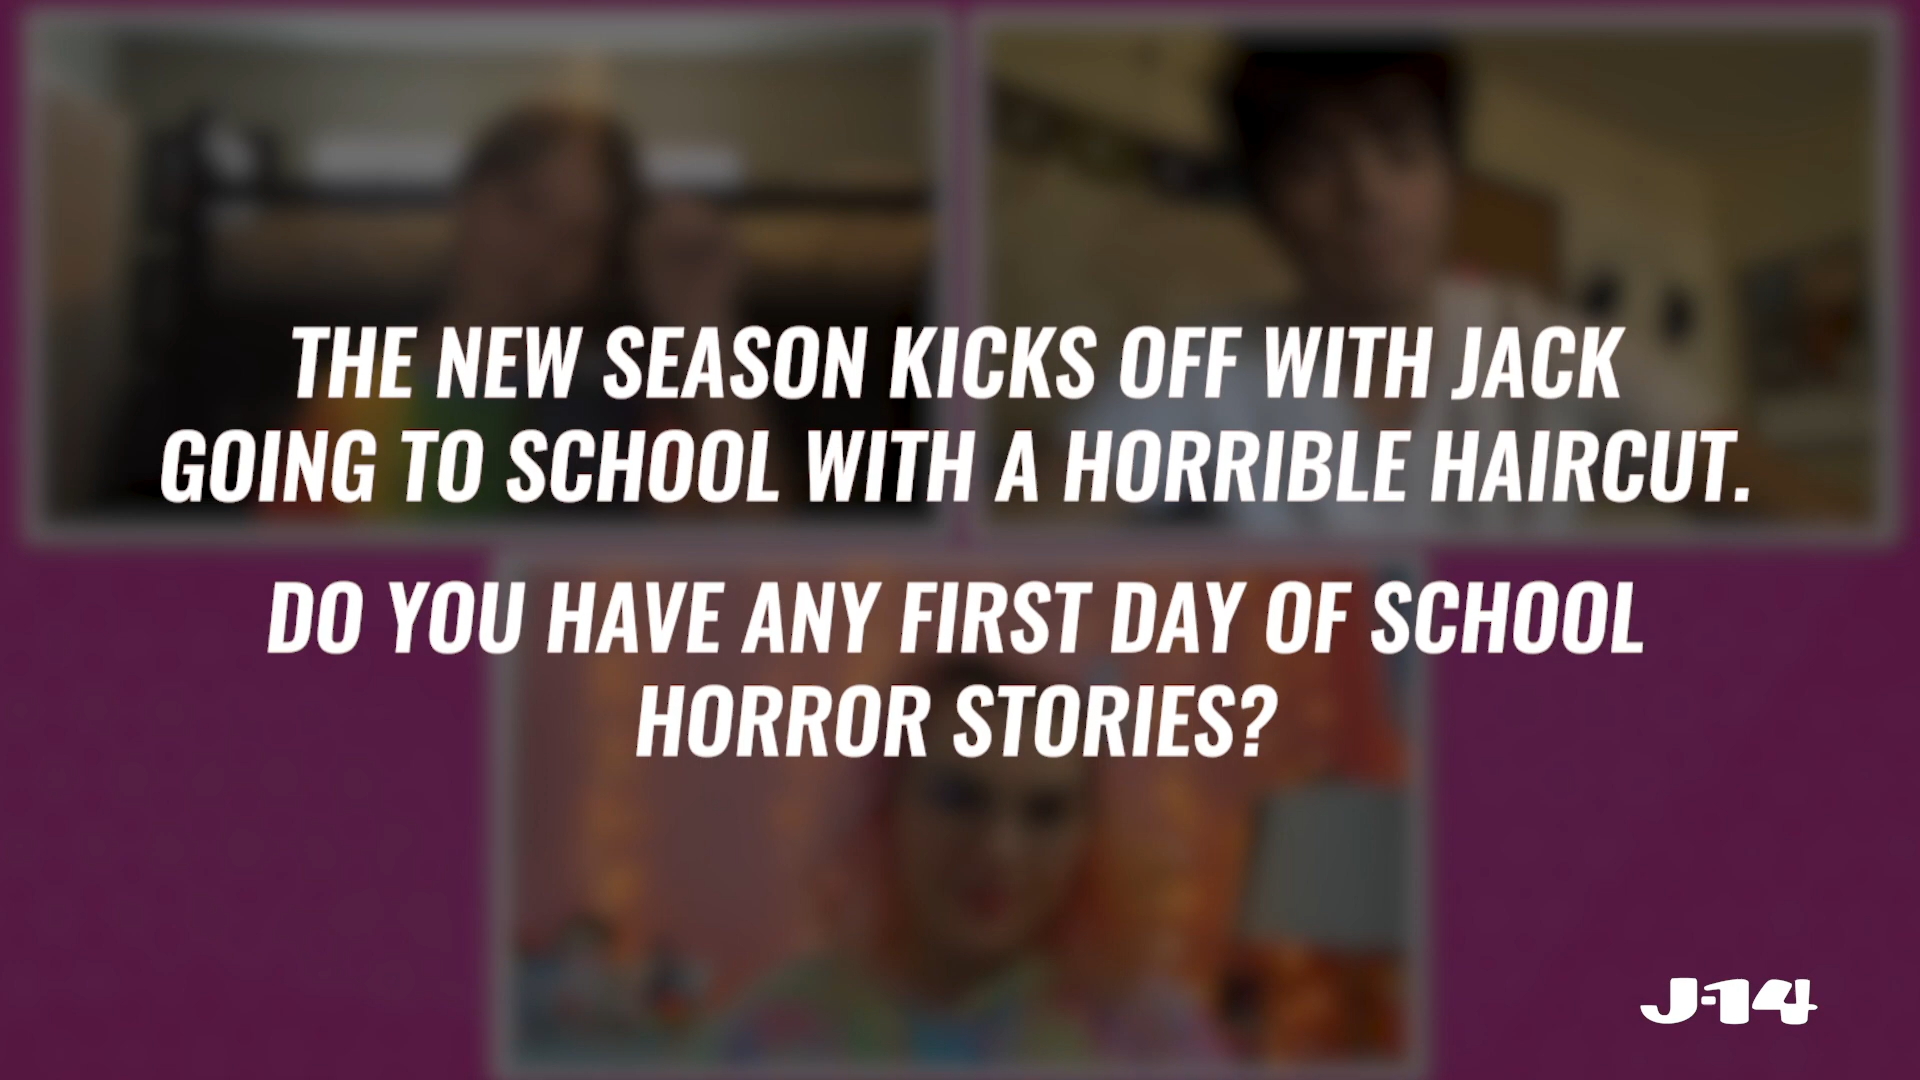 THE NEW SEASON KICKS OFF WITH JACK
GOING TO SCHOOL WITH A HORRIBLE HAIRCUT.
DO YOU HAVE ANY FIRST DAY OF SCHOOL
HORROR STORIES?
J-14